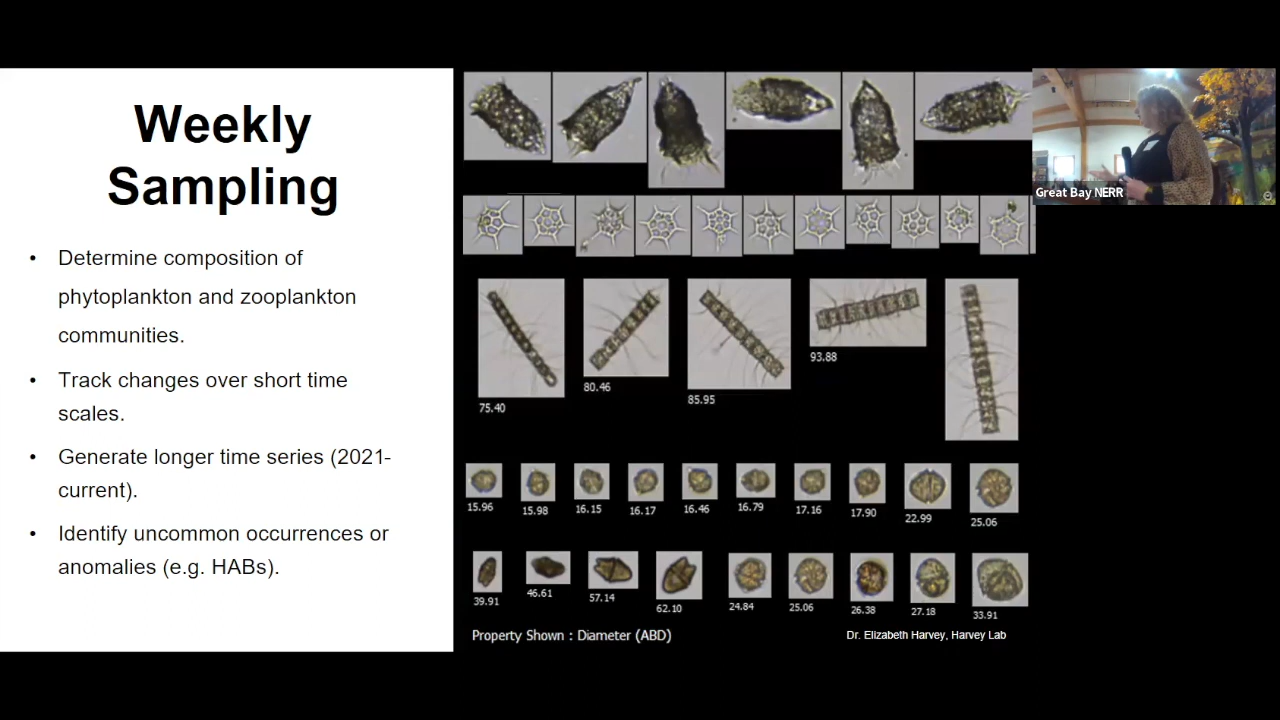 Weekly
Sampling
• Determine composition of
phytoplankton and zooplankton
communities.
• Track changes over short time
scales.
• Generate longer time series (2021-
current).
• Identify uncommon occurrences or
anomalies (e.g. HABs).
75.40
80.46
85.95
93.88
15.96
15.98
16.15
16.17
16.46
16.79
17.16
17.90
22.99
25.06
39.91
46.61
57.14
62.10
24.84
25.06
26.38
27.18
33.91
Property Shown : Diameter (ABD)
Dr. Elizabeth Harvey, Harvey Lab
Great Bay NERR